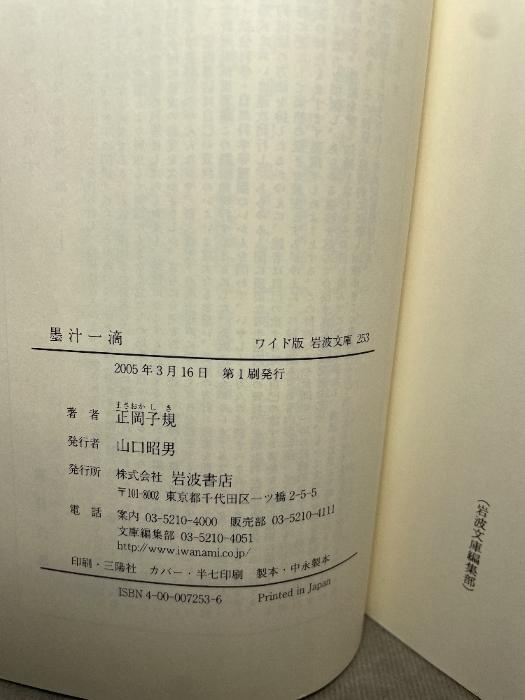 墨汁一滴　ワイド版 岩波文庫 253
2005年3月16日　第1刷発行
まさおかしき
著者　正岡子規
発行者　山口昭男
発行所　株式会社 岩波書店
〒101-8002 東京都千代田区一ツ橋2-5-5
電話　案内 03-5210-4000　販売部 03-5210-4111
文庫編集部 03-5210-4051
http://www.iwanami.co.jp/
印刷・三陽社　カバー・半七印刷　製本・中永製本
ISBN 4-00-007253-6　Printed in Japan
（岩波文庫編集部）